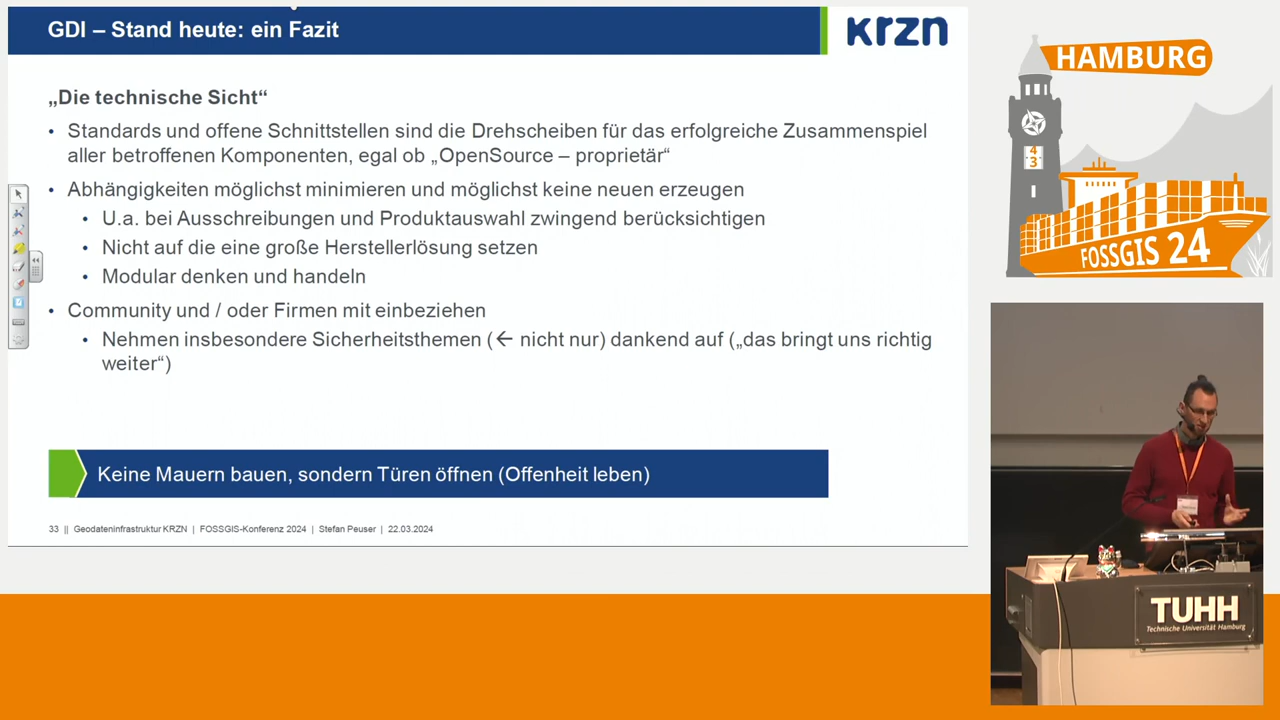 GDI – Stand heute: ein Fazit
krzn
„Die technische Sicht“
• Standards und offene Schnittstellen sind die Drehscheiben für das erfolgreiche Zusammenspiel
aller betroffenen Komponenten, egal ob „OpenSource – proprietär“
• Abhängigkeiten möglichst minimieren und möglichst keine neuen erzeugen
• U.a. bei Ausschreibungen und Produktauswahl zwingend berücksichtigen
• Nicht auf die eine große Herstellerlösung setzen
• Modular denken und handeln
• Community und / oder Firmen mit einbeziehen
• Nehmen insbesondere Sicherheitsthemen (← nicht nur) dankend auf („das bringt uns richtig
weiter“)
Keine Mauern bauen, sondern Türen öffnen (Offenheit leben)
33 || Geodateninfrastruktur KRZN | FOSSGIS-Konferenz 2024 | Stefan Peuser | 22.03.2024
HAMBURG
4
3
FOSSGIS 24
TUHH
Technische Universität Hamburg